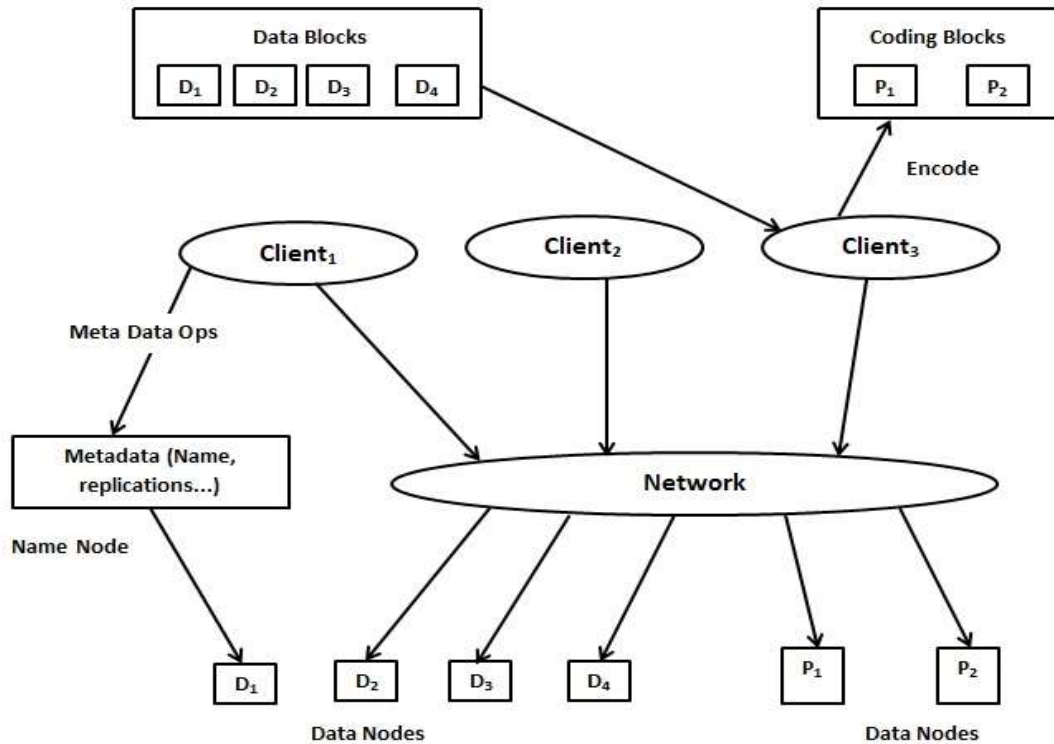 Data Blocks
D₁ D₂ D₃ D₄
Coding Blocks
P₁ P₂
Encode
Client₁
Client₂
Client₃
Meta Data Ops
Metadata (Name,
replications...)
Network
Name Node
D₁ D₂ D₃ D₄ P₁ P₂
Data Nodes
Data Nodes